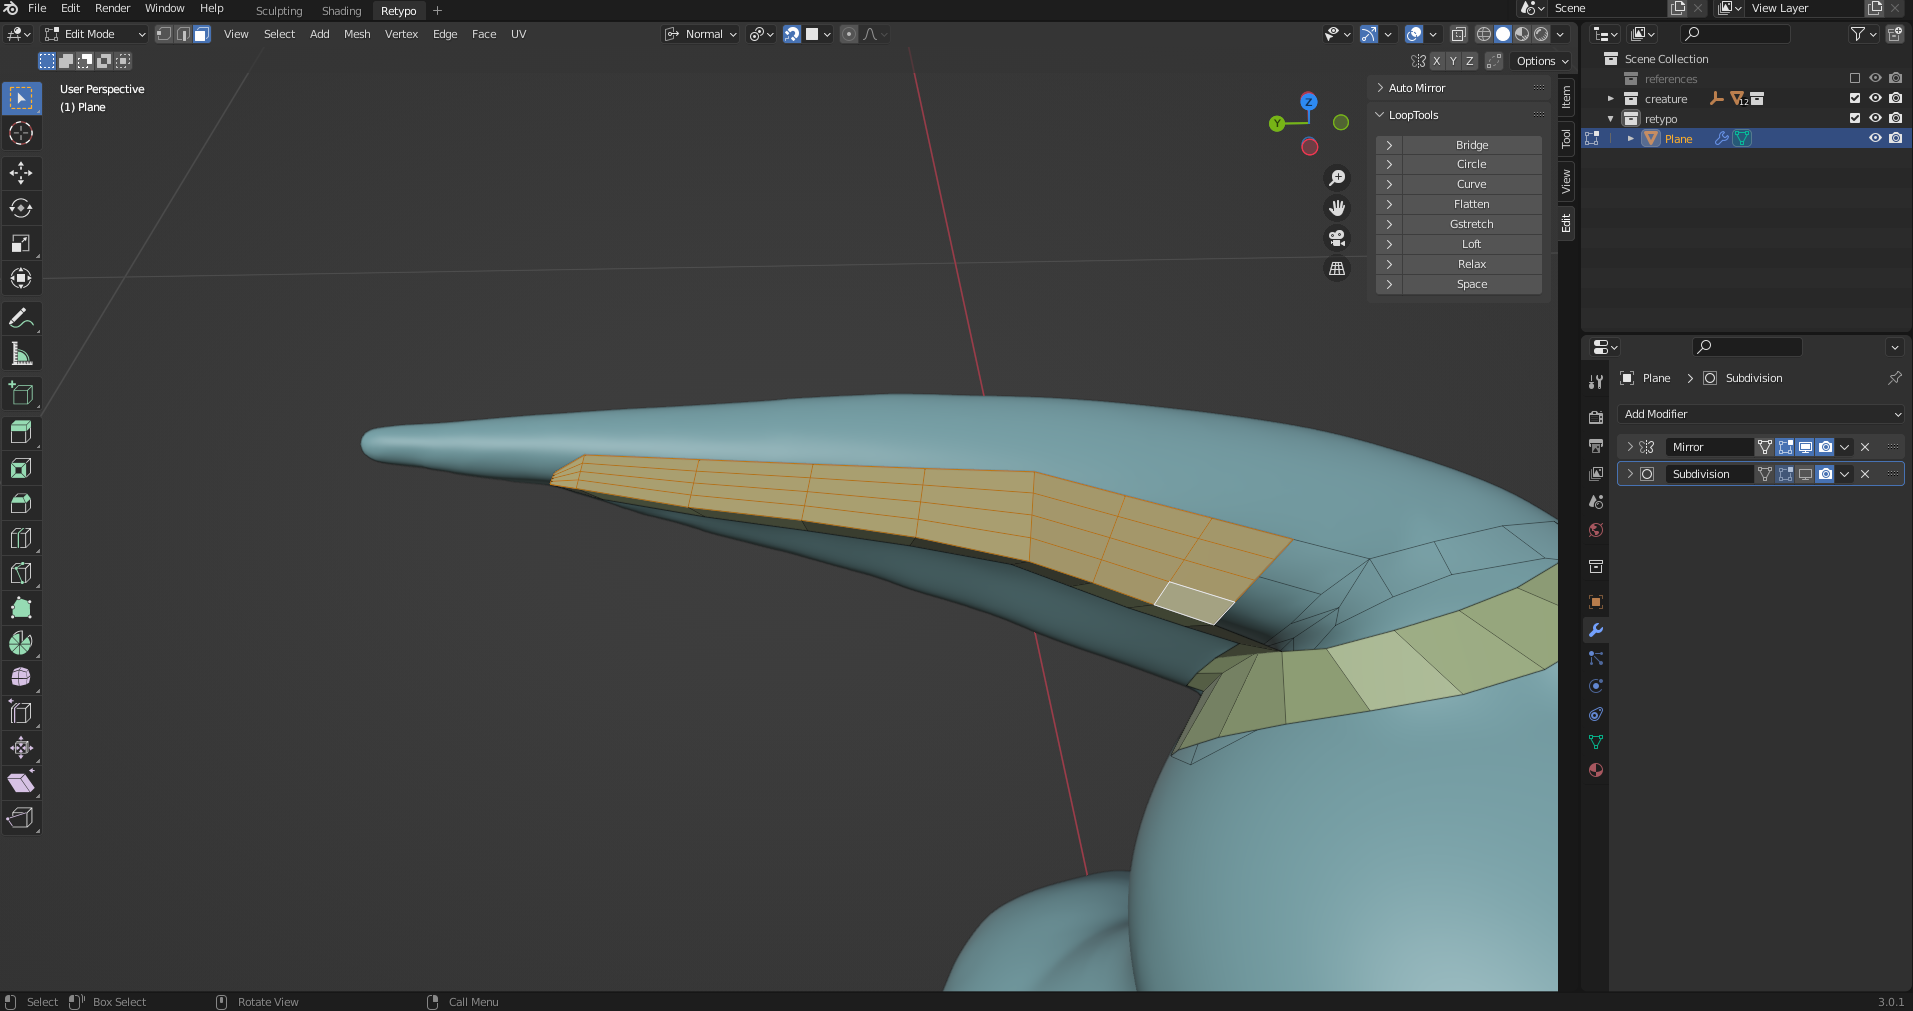 File Edit Render Window Help Sculpting Shading Retypo + Scene View Layer
Edit Mode View Select Add Mesh Vertex Edge Face UV Normal
X Y Z Options
User Perspective
(1) Plane
Z
Y
Auto Mirror
LoopTools
Bridge
Circle
Curve
Flatten
Gstretch
Loft
Relax
Space
Item
Tool
View
Edit
Scene Collection
references
creature 12
retypo
Plane
Plane Subdivision
Add Modifier
Mirror
Subdivision
Select Box Select Rotate View Call Menu 3.0.1